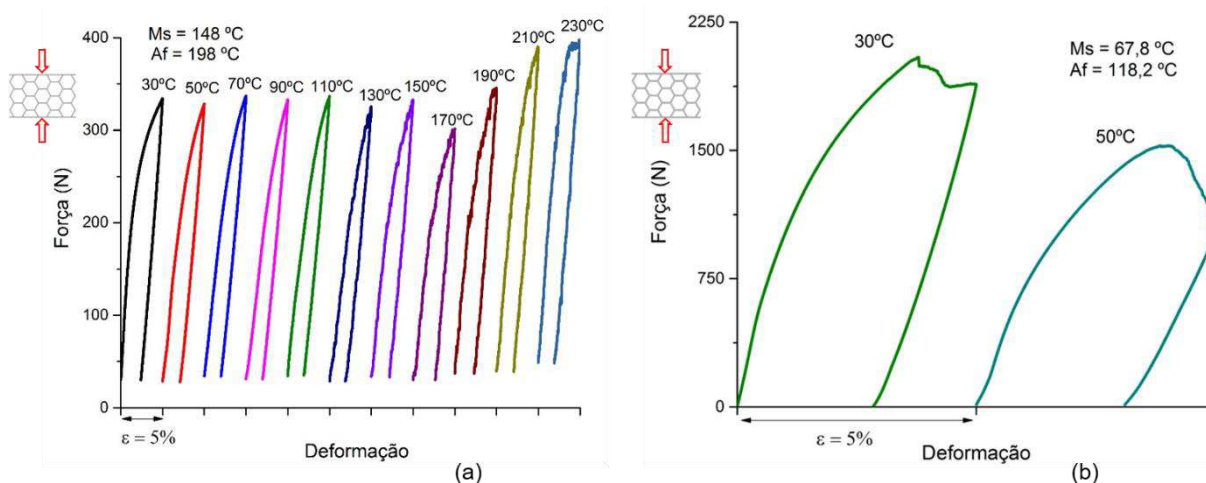 Ms = 148 ºC
Af = 198 ºC
30ºC
50ºC
70ºC
90ºC
110ºC
130ºC
150ºC
170ºC
190ºC
210ºC
230ºC
400
300
200
100
0
Força (N)
ε = 5%
Deformação
(a)
30ºC
50ºC
Ms = 67,8 ºC
Af = 118,2 ºC
2250
1500
750
0
Força (N)
ε = 5%
Deformação
(b)